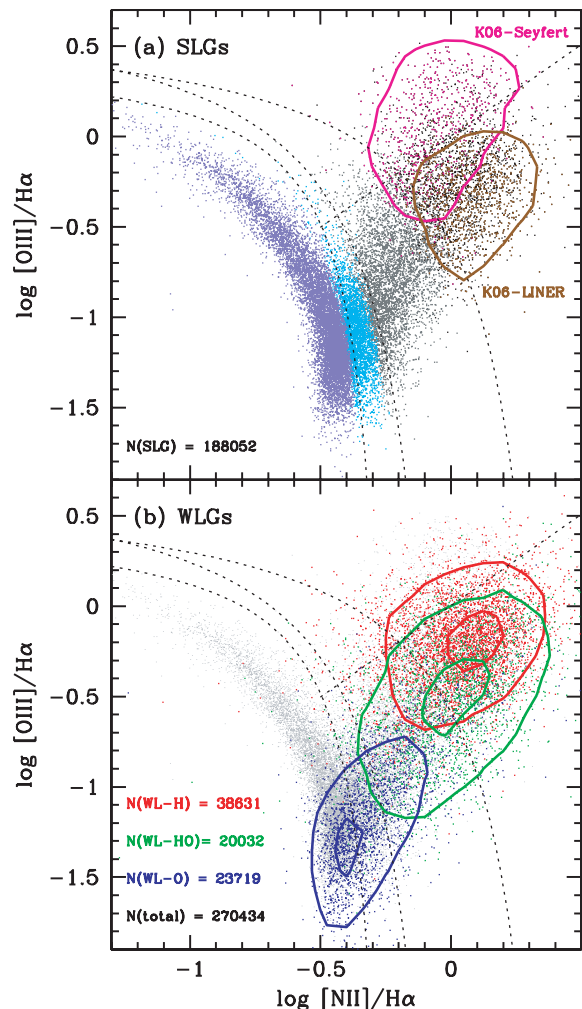 (a) SLGs
K06-Seyfert
K06-LINER
N(SLG) = 188052
0.5
0
-0.5
-1
-1.5
log [OIII]/Hα
(b) WLGs
N(WL-H) = 38631
N(WL-HO)= 20032
N(WL-O) = 23719
N(total) = 270434
0.5
0
-0.5
-1
-1.5
log [OIII]/Hα
-1
-0.5
0
log [NII]/Hα